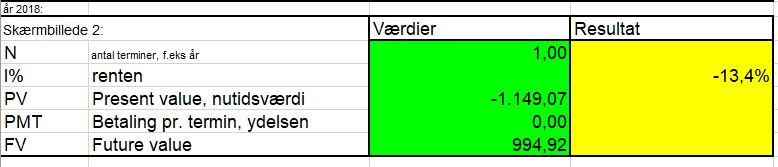 år 2018:
Skærmbillede 2: Værdier Resultat
N antal terminer, f.eks år 1,00
I% renten -13,4%
PV Present value, nutidsværdi -1.149,07
PMT Betaling pr. termin, ydelsen 0,00
FV Future value 994,92